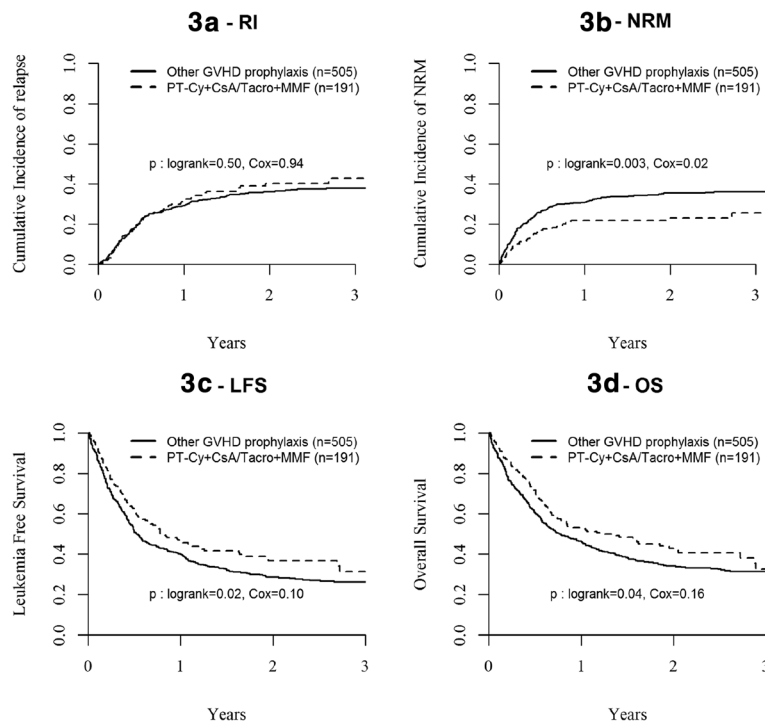 3a - RI
Cumulative Incidence of relapse
1.0
0.8
0.6
0.4
0.2
0.0
Other GVHD prophylaxis (n=505)
PT-Cy+CsA/Tacro+MMF (n=191)
p : logrank=0.50, Cox=0.94
0 1 2 3
Years
3b - NRM
Cumulative Incidence of NRM
1.0
0.8
0.6
0.4
0.2
0.0
Other GVHD prophylaxis (n=505)
PT-Cy+CsA/Tacro+MMF (n=191)
p : logrank=0.003, Cox=0.02
0 1 2 3
Years
3c - LFS
Leukemia Free Survival
1.0
0.8
0.6
0.4
0.2
0.0
Other GVHD prophylaxis (n=505)
PT-Cy+CsA/Tacro+MMF (n=191)
p : logrank=0.02, Cox=0.10
0 1 2 3
Years
3d - OS
Overall Survival
1.0
0.8
0.6
0.4
0.2
0.0
Other GVHD prophylaxis (n=505)
PT-Cy+CsA/Tacro+MMF (n=191)
p : logrank=0.04, Cox=0.16
0 1 2 3
Years